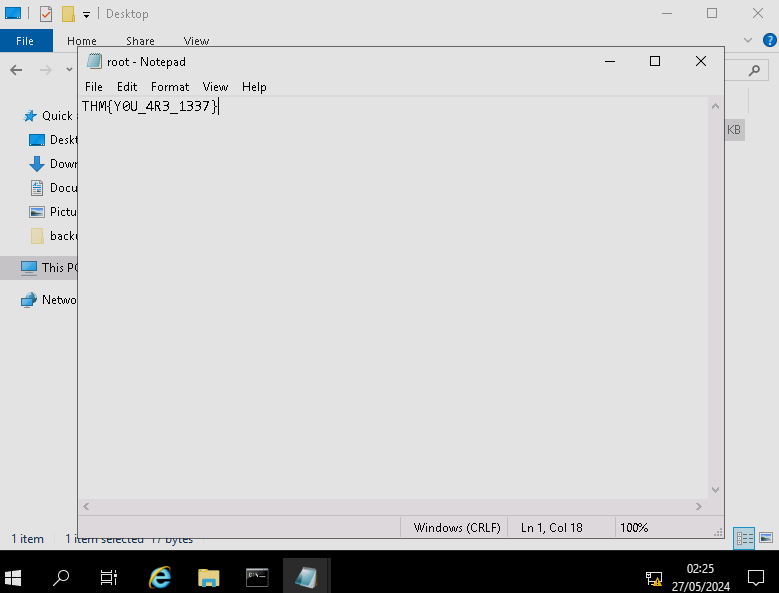 Desktop
File Home Share View
root - Notepad
File Edit Format View Help
THM{Y0U_4R3_1337}
KB
Quick
Desk
Down
Docu
Pictu
back
This PC
Netwo
Windows (CRLF) Ln 1, Col 18 100%
1 item 1 item selected 17 bytes
02:25
27/05/2024